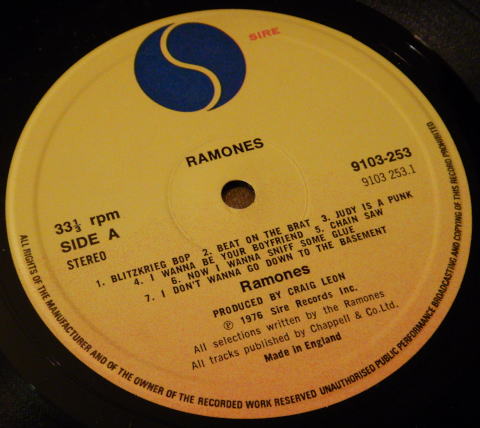 SIRE
RAMONES
9103-253
9103 253.1
33⅓ rpm
SIDE A
STEREO
1. BLITZKRIEG BOP 2. BEAT ON THE BRAT 3. JUDY IS A PUNK
4. I WANNA BE YOUR BOYFRIEND 5. CHAIN SAW
6. NOW I WANNA SNIFF SOME GLUE
7. I DON'T WANNA GO DOWN TO THE BASEMENT
Ramones
PRODUCED BY CRAIG LEON
℗ 1976 Sire Records Inc.
All selections written by the Ramones
All tracks published by Chappell & Co.Ltd.
Made in England
ALL RIGHTS OF THE MANUFACTURER AND OF THE OWNER OF THE RECORDED WORK RESERVED UNAUTHORISED PUBLIC PERFORMANCE BROADCASTING AND COPYING OF THIS RECORD PROHIBITED